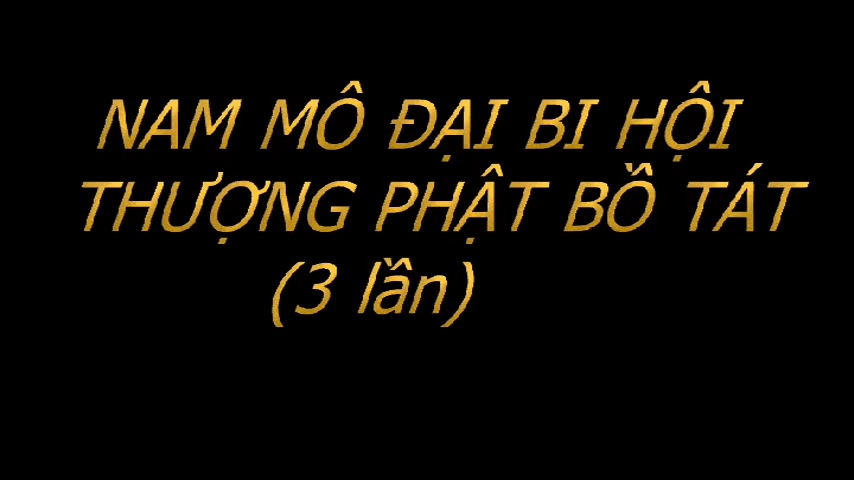 NAM MÔ ĐẠI BI HỘI
THƯỢNG PHẬT BỒ TÁT
(3 lần)